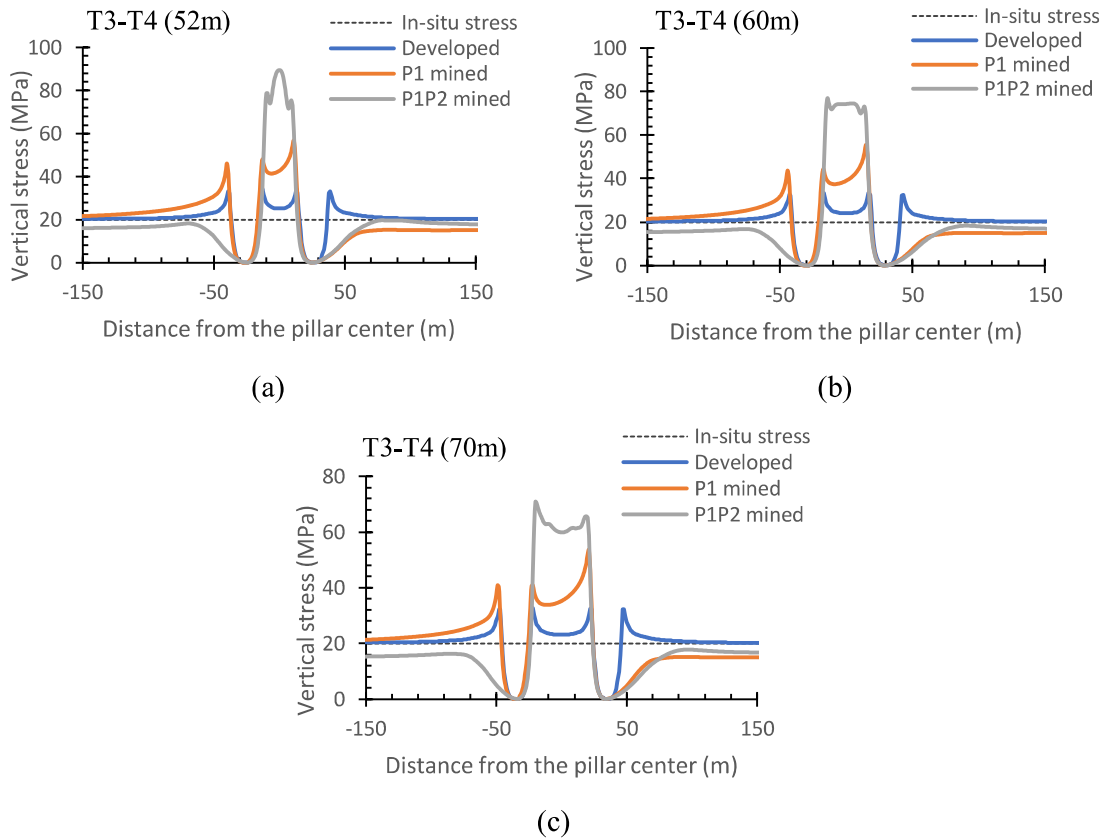 T3-T4 (52m)
In-situ stress
Developed
P1 mined
P1P2 mined
Vertical stress (MPa)
100
80
60
40
20
0
-150
-50
50
150
Distance from the pillar center (m)
(a)
T3-T4 (60m)
In-situ stress
Developed
P1 mined
P1P2 mined
Vertical stress (MPa)
100
80
60
40
20
0
-150
-50
50
150
Distance from the pillar center (m)
(b)
T3-T4 (70m)
In-situ stress
Developed
P1 mined
P1P2 mined
Vertical stress (MPa)
80
60
40
20
0
-150
-50
50
150
Distance from the pillar center (m)
(c)